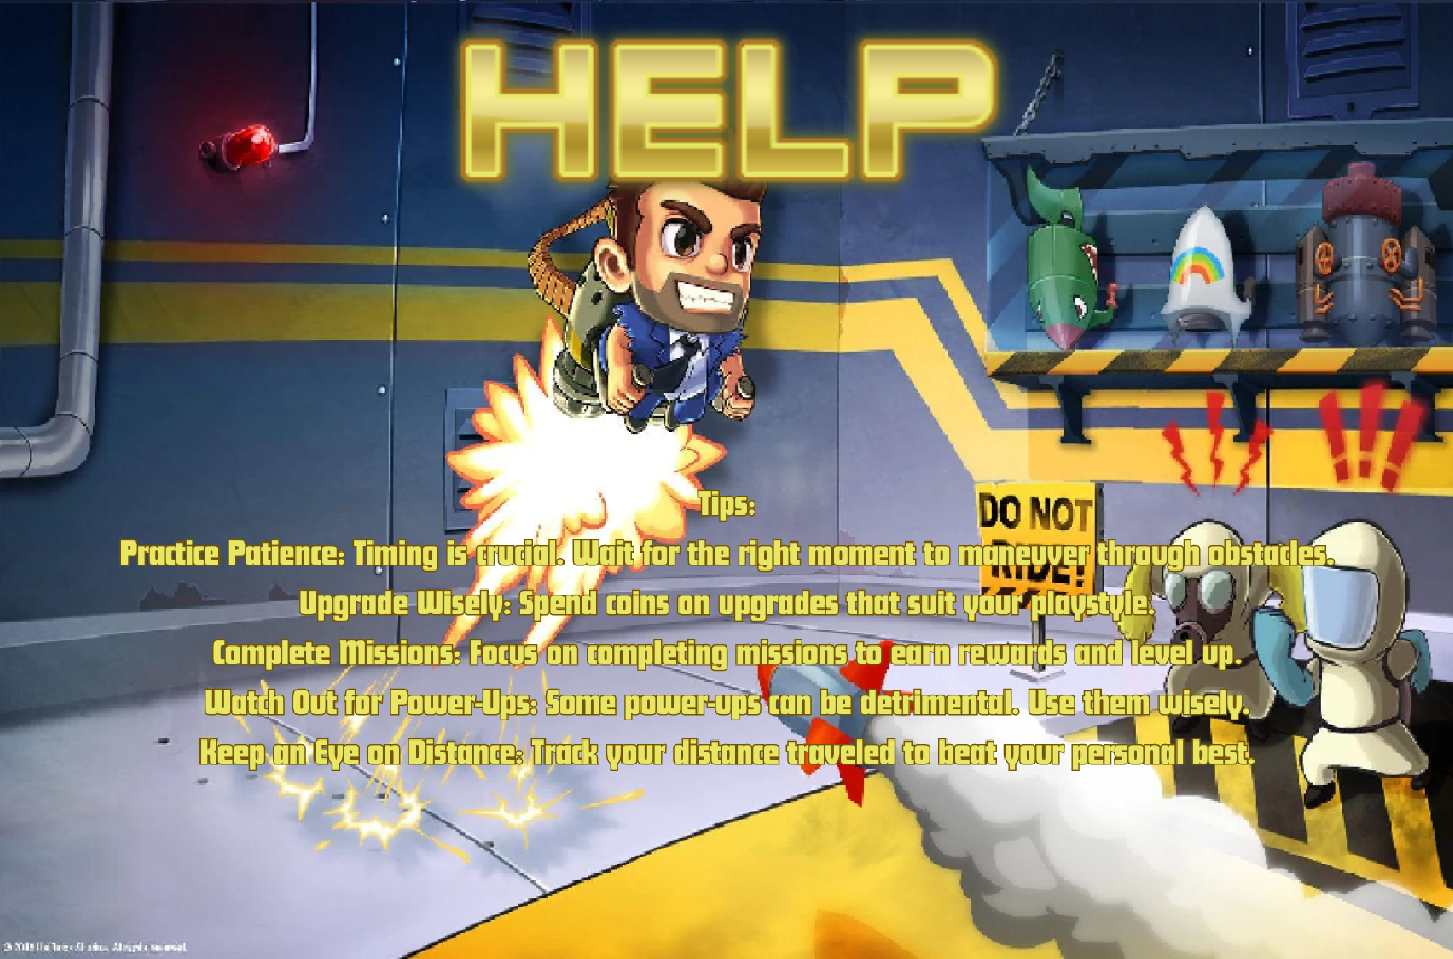 HELP
Tips:
DO NOT
RIDE!
Practice Patience: Timing is crucial. Wait for the right moment to maneuver through obstacles.
Upgrade Wisely: Spend coins on upgrades that suit your playstyle.
Complete Missions: Focus on completing missions to earn rewards and level up.
Watch Out for Power-Ups: Some power-ups can be detrimental. Use them wisely.
Keep an Eye on Distance: Track your distance traveled to beat your personal best.